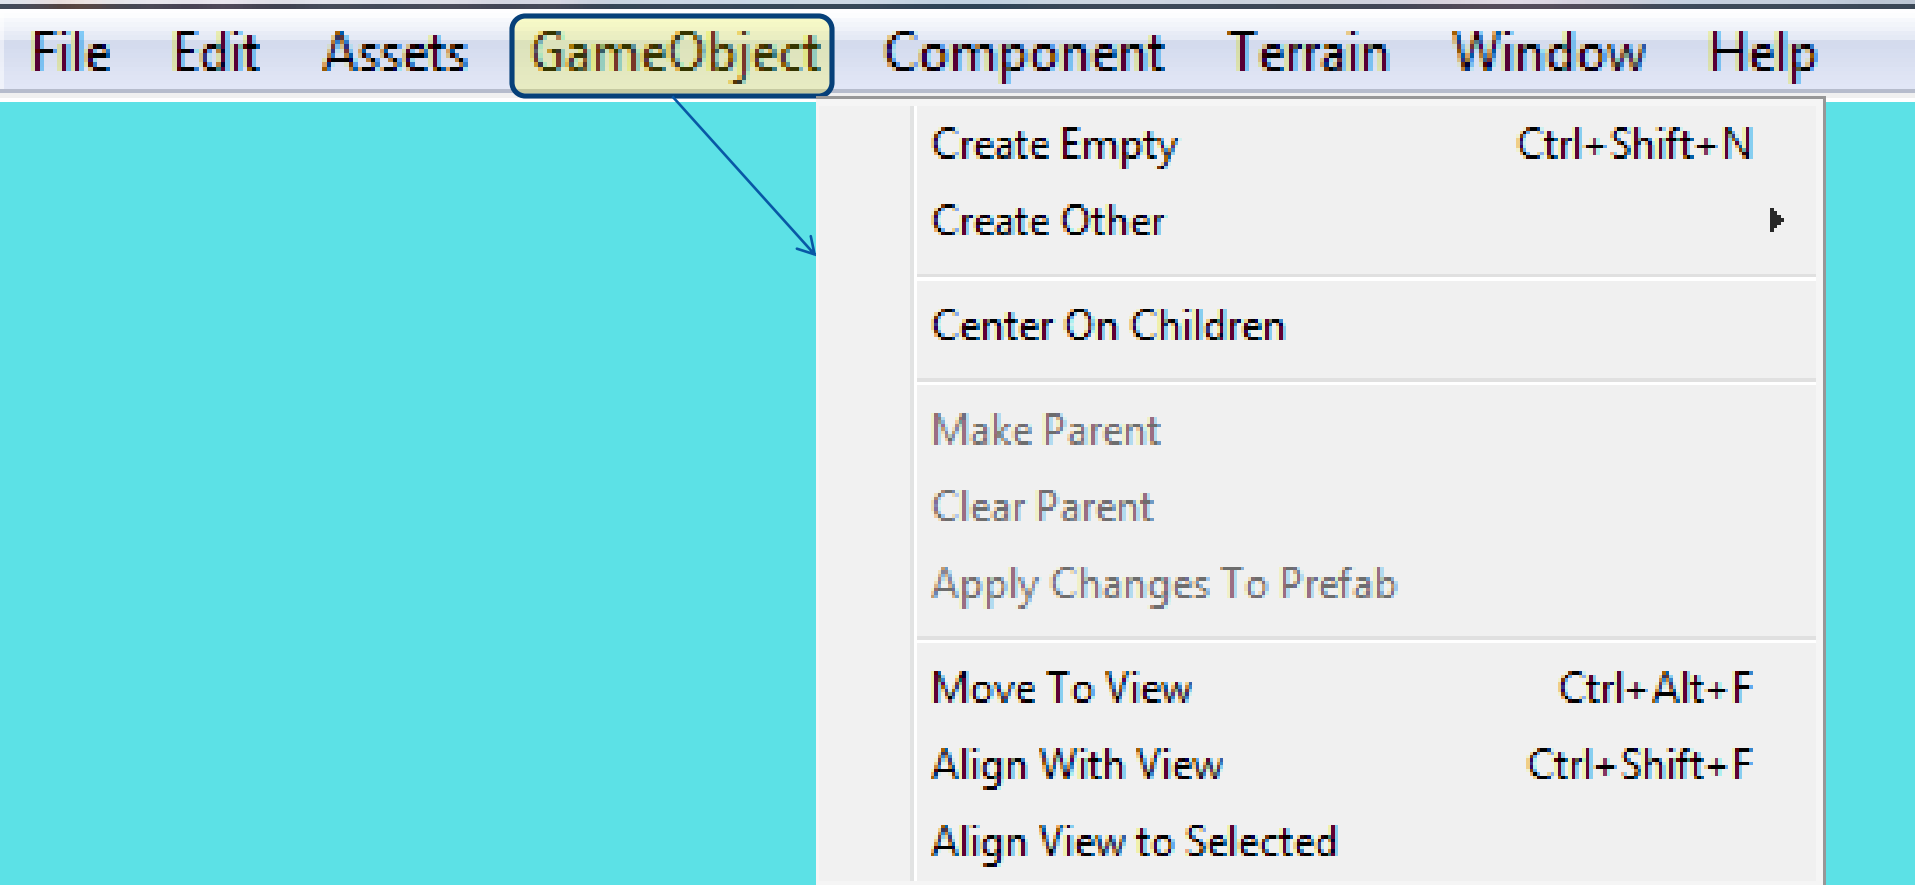 File Edit Assets GameObject Component Terrain Window Help
Create Empty Ctrl+Shift+N
Create Other
Center On Children
Make Parent
Clear Parent
Apply Changes To Prefab
Move To View Ctrl+Alt+F
Align With View Ctrl+Shift+F
Align View to Selected